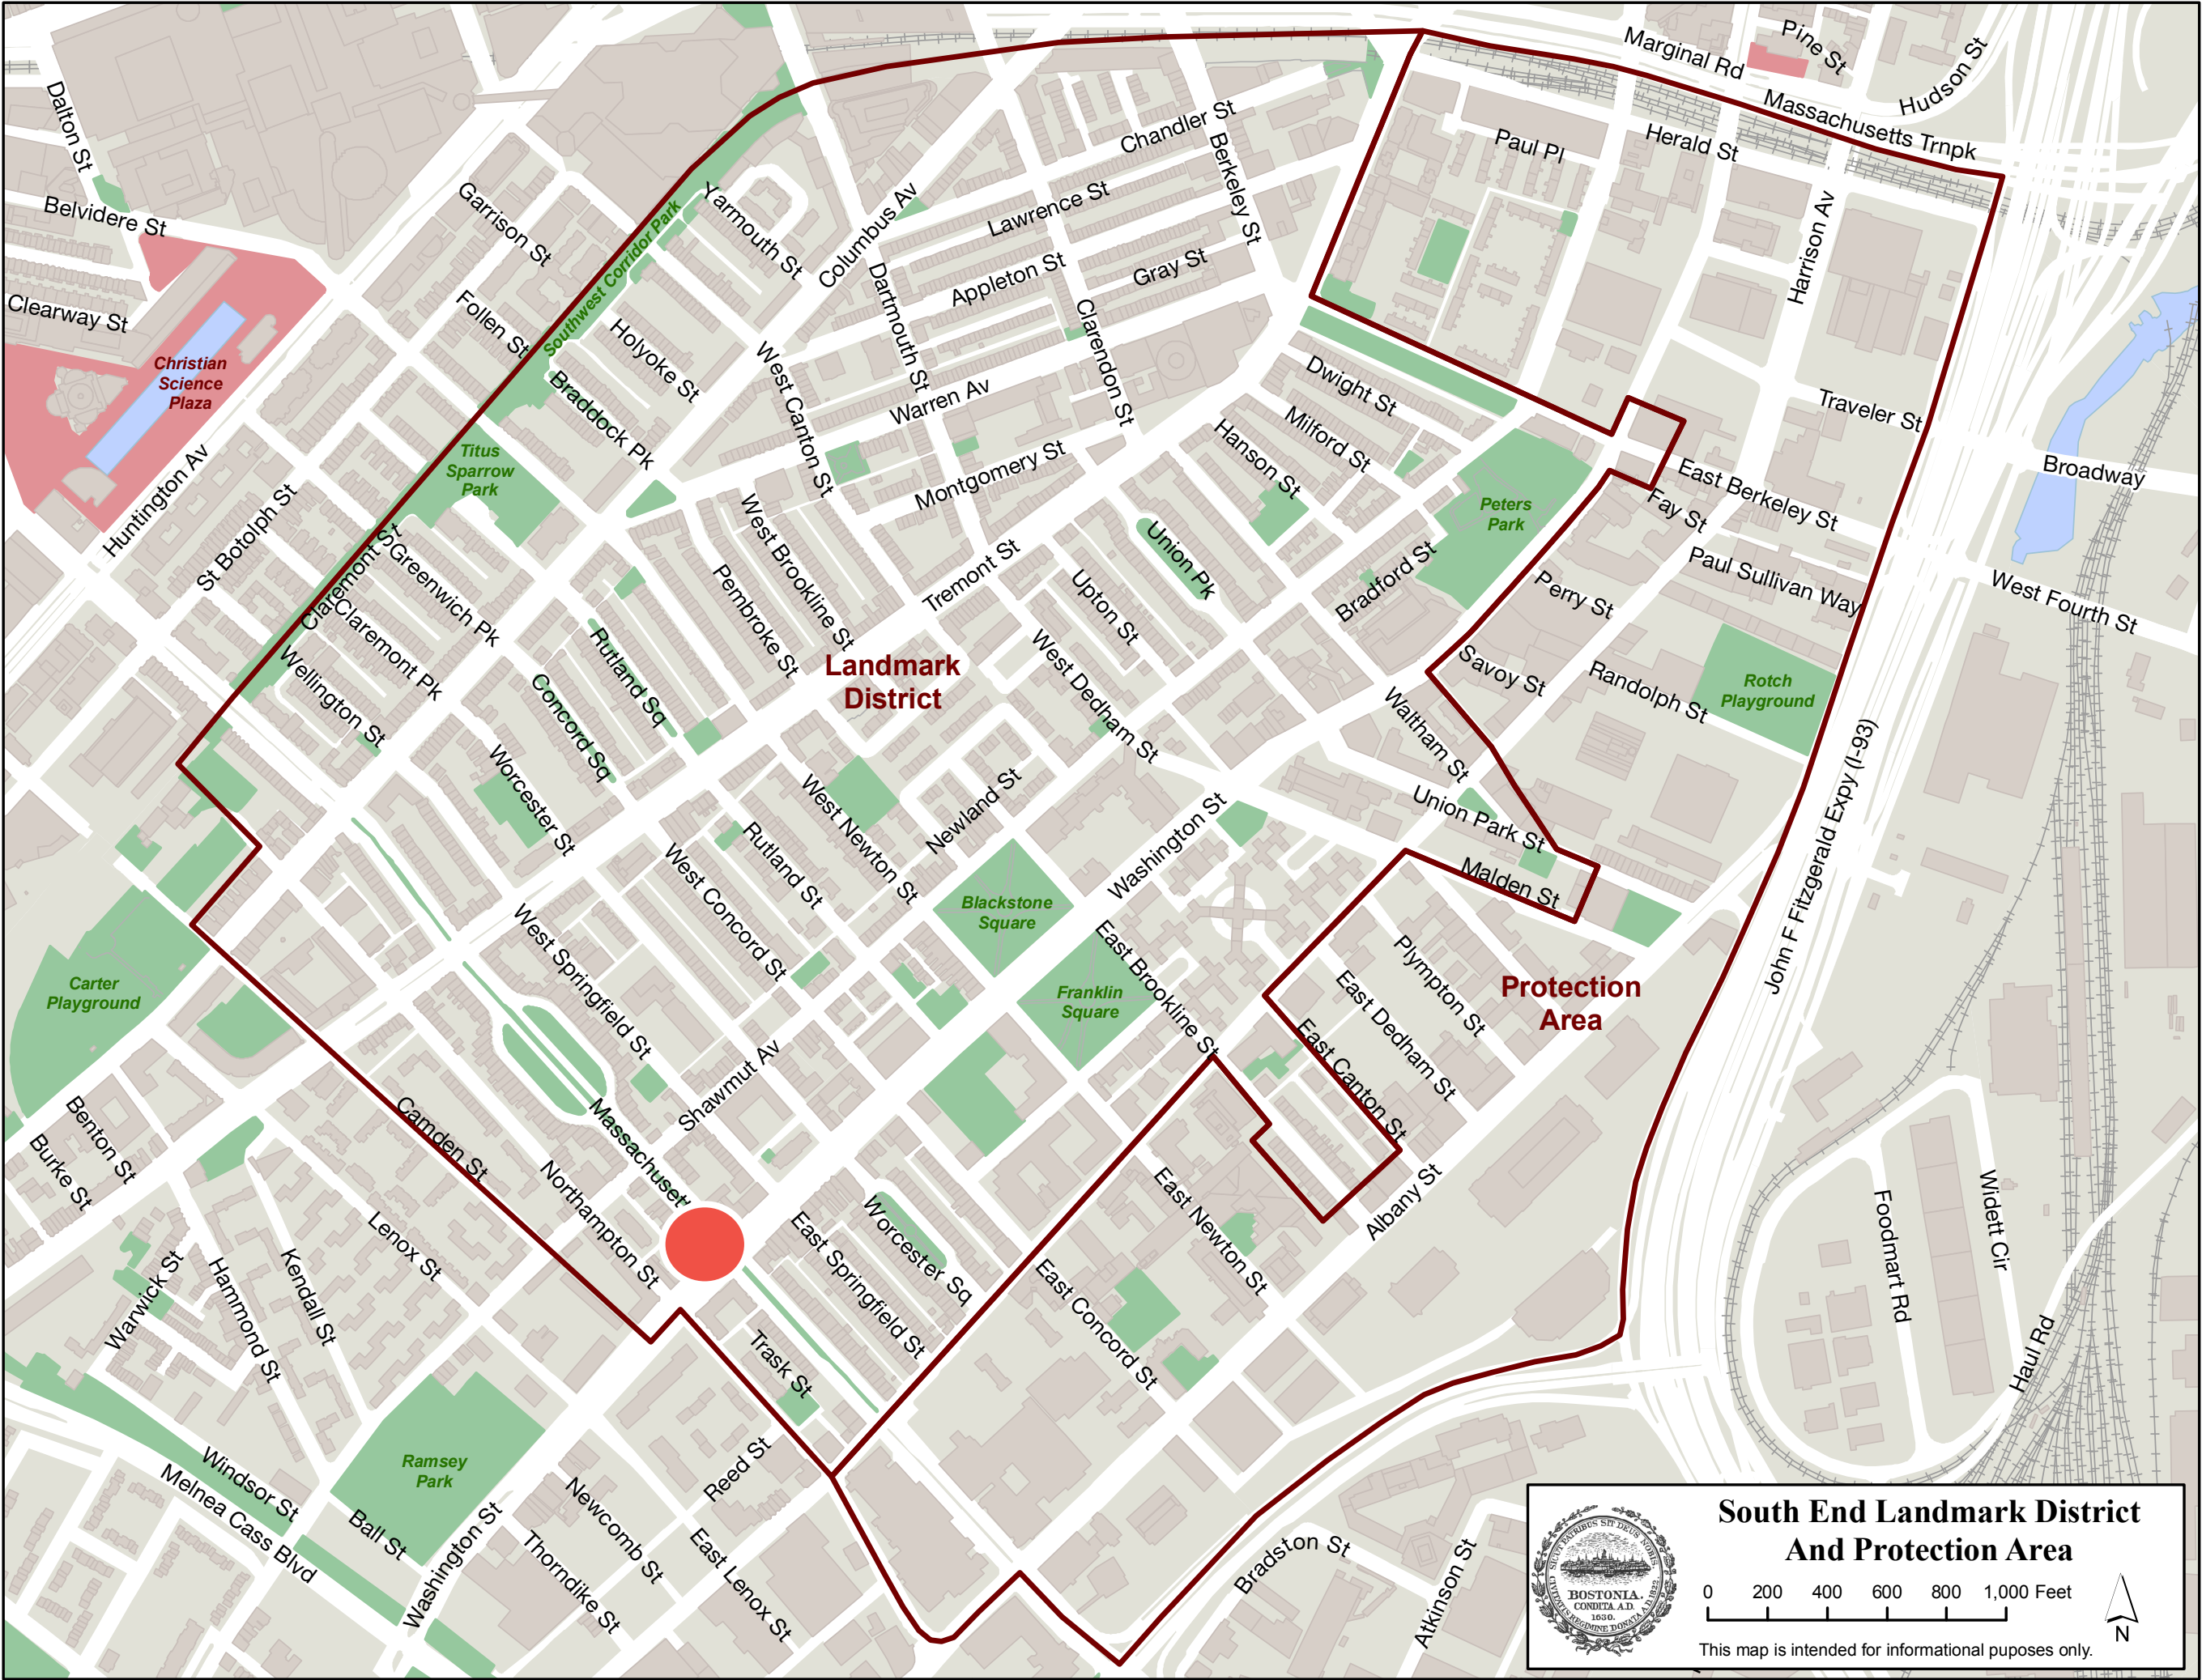 Marginal Rd
Pine St
Hudson St
Massachusetts Trnpk
Dalton St
Chandler St
Berkeley St
Paul Pl
Herald St
Harrison Av
Belvidere St
Garrison St
Yarmouth St
Columbus Av
Lawrence St
Appleton St
Gray St
Southwest Corridor Park
Dartmouth St
Clarendon St
Clearway St
Christian
Science
Plaza
Follen St
Holyoke St
Braddock Pk
West Canton St
Warren Av
Dwight St
Milford St
Hanson St
Traveler St
Broadway
Titus
Sparrow
Park
Huntington Av
St Botolph St
Montgomery St
West Brookline St
Peters
Park
East Berkeley St
Fay St
Claremont St
Greenwich Pk
Claremont Pk
Wellington St
Pembroke St
Tremont St
Union Pk
Upton St
Bradford St
Perry St
Paul Sullivan Way
West Fourth St
Rutland Sq
Concord Sq
Landmark
District
West Dedham St
Savoy St
Randolph St
Rotch
Playground
Waltham St
Worcester St
West Newton St
Newland St
Union Park St
John F Fitzgerald Expy (I-93)
Rutland St
West Concord St
Washington St
Malden St
Blackstone
Square
West Springfield St
East Brookline St
Plympton St
Carter
Playground
Franklin
Square
East Dedham St
Protection
Area
East Canton St
Benton St
Burke St
Camden St
Massachuset
Shawmut Av
Northampton St
East Newton St
Albany St
Widett Cir
Foodmart Rd
Lenox St
Kendall St
Hammond St
Warwick St
East Springfield St
Worcester Sq
East Concord St
Haul Rd
Trask St
Reed St
Ramsey
Park
Windsor St
Melnea Cass Blvd
Ball St
Washington St
Newcomb St
Thorndike St
East Lenox St
Bradston St
Atkinson St
South End Landmark District
And Protection Area
0 200 400 600 800 1,000 Feet
N
This map is intended for informational puposes only.
SICUT PATRIBUS SIT DEUS NOBIS
BOSTONIA.
CONDITA A.D.
1630.
CIVITATIS REGIMINE DONATA A.D. 1822.